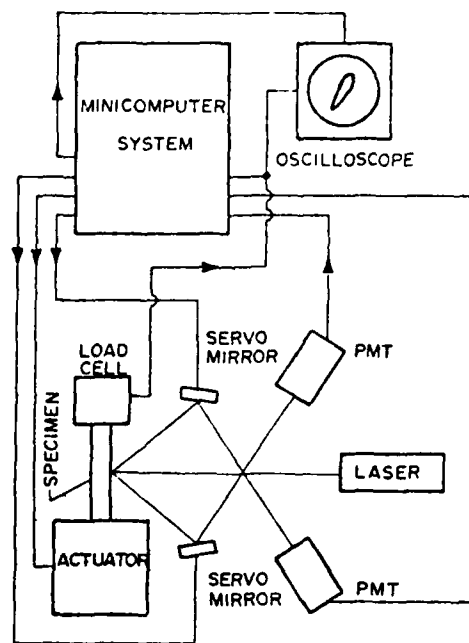 MINICOMPUTER
SYSTEM
OSCILLOSCOPE
SERVO
MIRROR
PMT
LOAD
CELL
SPECIMEN
LASER
ACTUATOR
SERVO
MIRROR
PMT